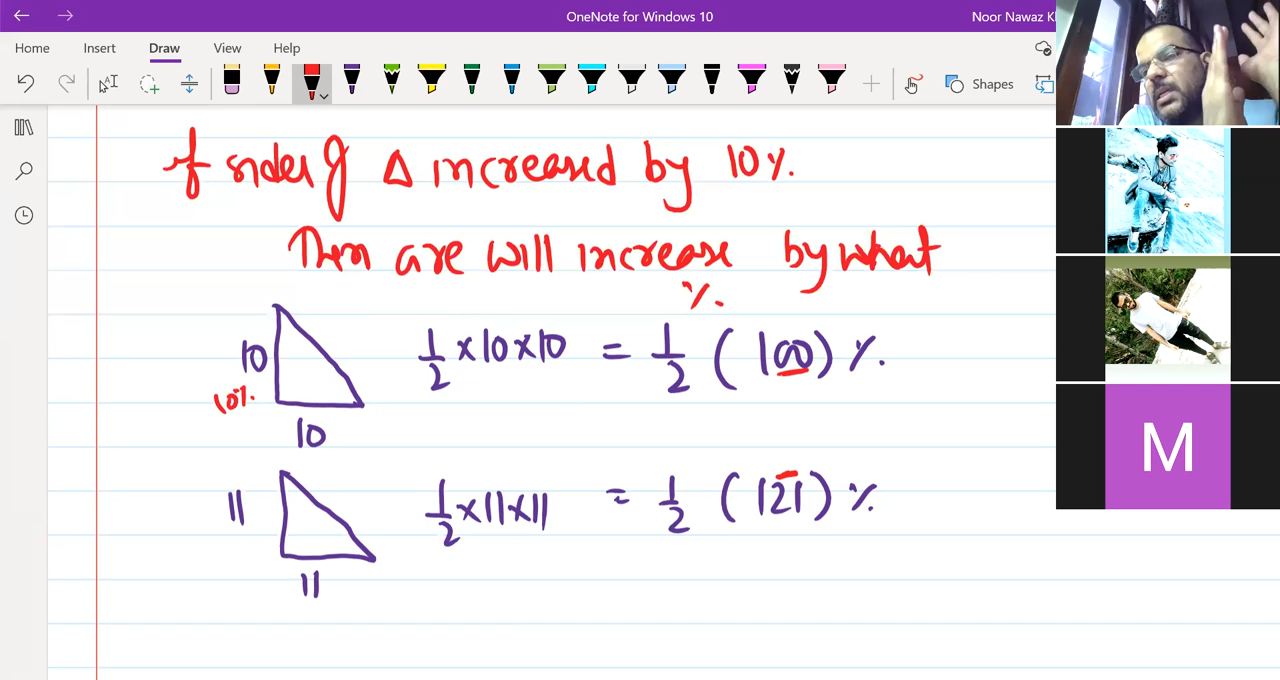 OneNote for Windows 10
Noor Nawaz Kh
Home Insert Draw View Help
Shapes
If sides of Δ increased by 10%.
Then are will increase by what
%.
10
10%.
10
1/2 × 10 × 10 = 1/2 (100) %.
11
11
1/2 × 11 × 11 = 1/2 (121) %
M